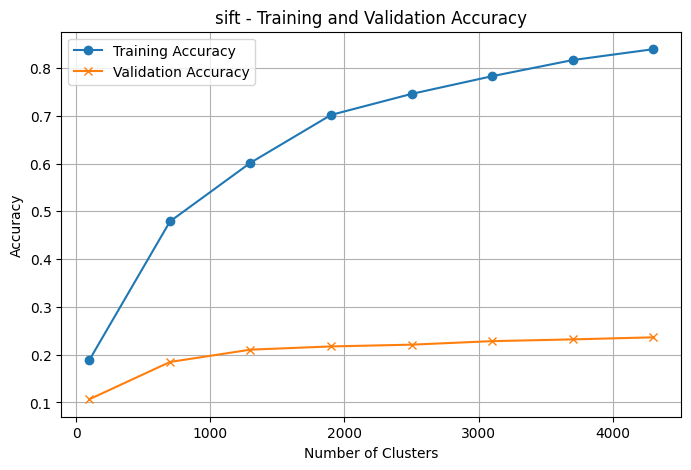 sift - Training and Validation Accuracy
Training Accuracy
Validation Accuracy
Accuracy
0.8
0.7
0.6
0.5
0.4
0.3
0.2
0.1
0
1000
2000
3000
4000
Number of Clusters